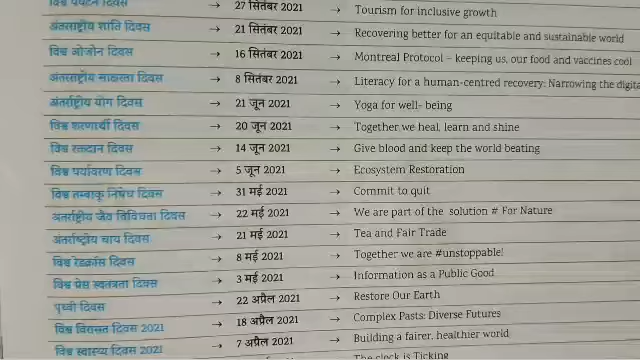 विश्व पर्यटन दिवस → 27 सितंबर 2021 → Tourism for inclusive growth
अंतराष्ट्रीय शांति दिवस → 21 सितंबर 2021 → Recovering better for an equitable and sustainable world
विश्व ओजोन दिवस → 16 सितंबर 2021 → Montreal Protocol – keeping us, our food and vaccines cool
अंतरराष्ट्रीय साक्षरता दिवस → 8 सितंबर 2021 → Literacy for a human-centred recovery: Narrowing the digita
अंतर्राष्ट्रीय योग दिवस → 21 जून 2021 → Yoga for well- being
विश्व शरणार्थी दिवस → 20 जून 2021 → Together we heal, learn and shine
विश्व रक्तदान दिवस → 14 जून 2021 → Give blood and keep the world beating
विश्व पर्यावरण दिवस → 5 जून 2021 → Ecosystem Restoration
विश्व तम्बाकू निषेध दिवस → 31 मई 2021 → Commit to quit
अंतर्राष्ट्रीय जैव विविधता दिवस → 22 मई 2021 → We are part of the solution # For Nature
अंतर्राष्ट्रीय चाय दिवस → 21 मई 2021 → Tea and Fair Trade
विश्व रेडक्रॉस दिवस → 8 मई 2021 → Together we are #unstoppable!
विश्व प्रेस स्वतंत्रता दिवस → 3 मई 2021 → Information as a Public Good
पृथ्वी दिवस → 22 अप्रैल 2021 → Restore Our Earth
विश्व विरासत दिवस 2021 → 18 अप्रैल 2021 → Complex Pasts: Diverse Futures
विश्व स्वास्थ्य दिवस 2021 → 7 अप्रैल 2021 → Building a fairer, healthier world
The clock is Ticking